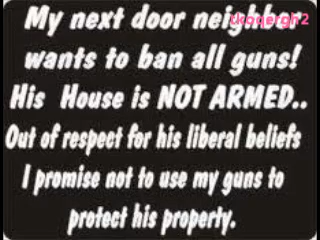 My next door neighbor
tkoqergh2
wants to ban all guns!
His House is NOT ARMED..
Out of respect for his liberal beliefs
I promise not to use my guns to
protect his property.